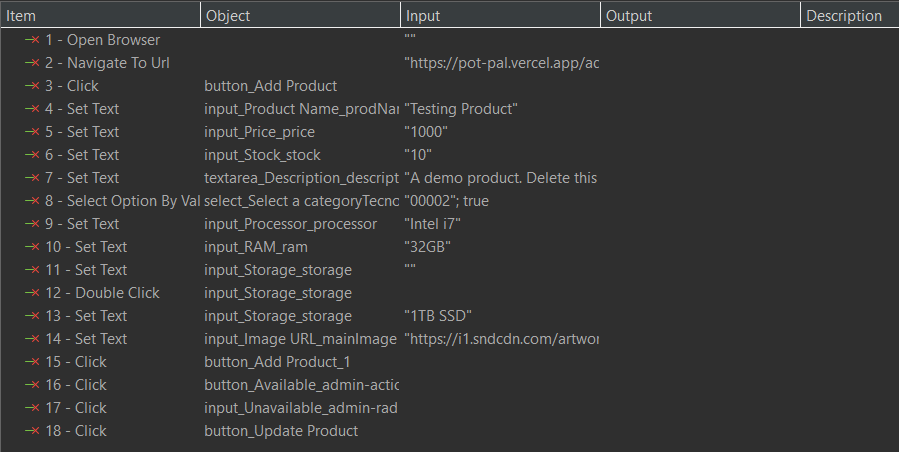 Item Object Input Output Description
1 - Open Browser ""
2 - Navigate To Url "https://pot-pal.vercel.app/ac
3 - Click button_Add Product
4 - Set Text input_Product Name_prodNar "Testing Product"
5 - Set Text input_Price_price "1000"
6 - Set Text input_Stock_stock "10"
7 - Set Text textarea_Description_descript "A demo product. Delete this
8 - Select Option By Val select_Select a categoryTecno "00002"; true
9 - Set Text input_Processor_processor "Intel i7"
10 - Set Text input_RAM_ram "32GB"
11 - Set Text input_Storage_storage ""
12 - Double Click input_Storage_storage
13 - Set Text input_Storage_storage "1TB SSD"
14 - Set Text input_Image URL_mainImage "https://i1.sndcdn.com/artwor
15 - Click button_Add Product_1
16 - Click button_Available_admin-actic
17 - Click input_Unavailable_admin-rad
18 - Click button_Update Product